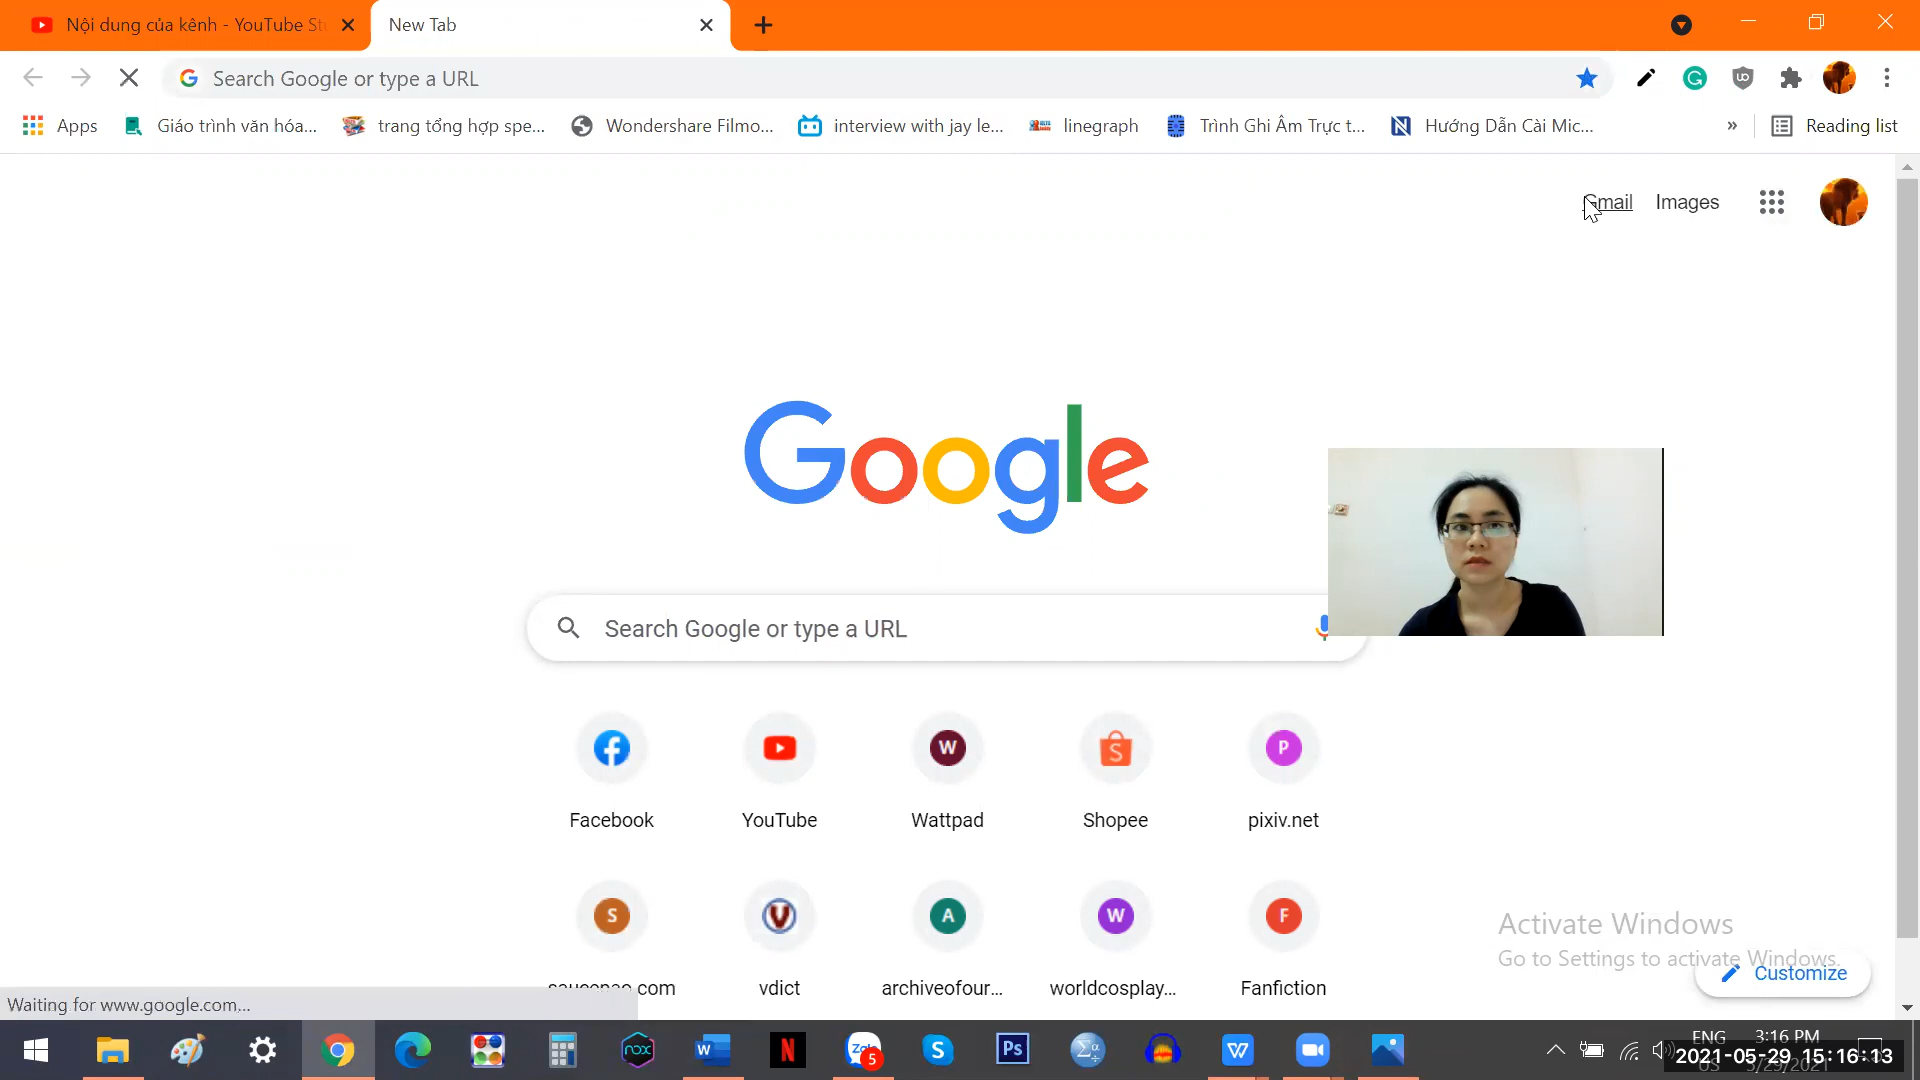 Nội dung của kênh - YouTube St
New Tab
Search Google or type a URL
Apps
Giáo trình văn hóa...
trang tổng hợp spe...
Wondershare Filmo...
interview with jay le...
linegraph
Trình Ghi Âm Trực t...
Hướng Dẫn Cài Mic...
»
Reading list
Gmail
Images
Google
Search Google or type a URL
Facebook
YouTube
Wattpad
Shopee
pixiv.net
saucenao.com
vdict
archiveofour...
worldcosplay...
Fanfiction
Activate Windows
Go to Settings to activate Windows.
Customize
Waiting for www.google.com...
ENG
3:16 PM
2021-05-29 15:16:13